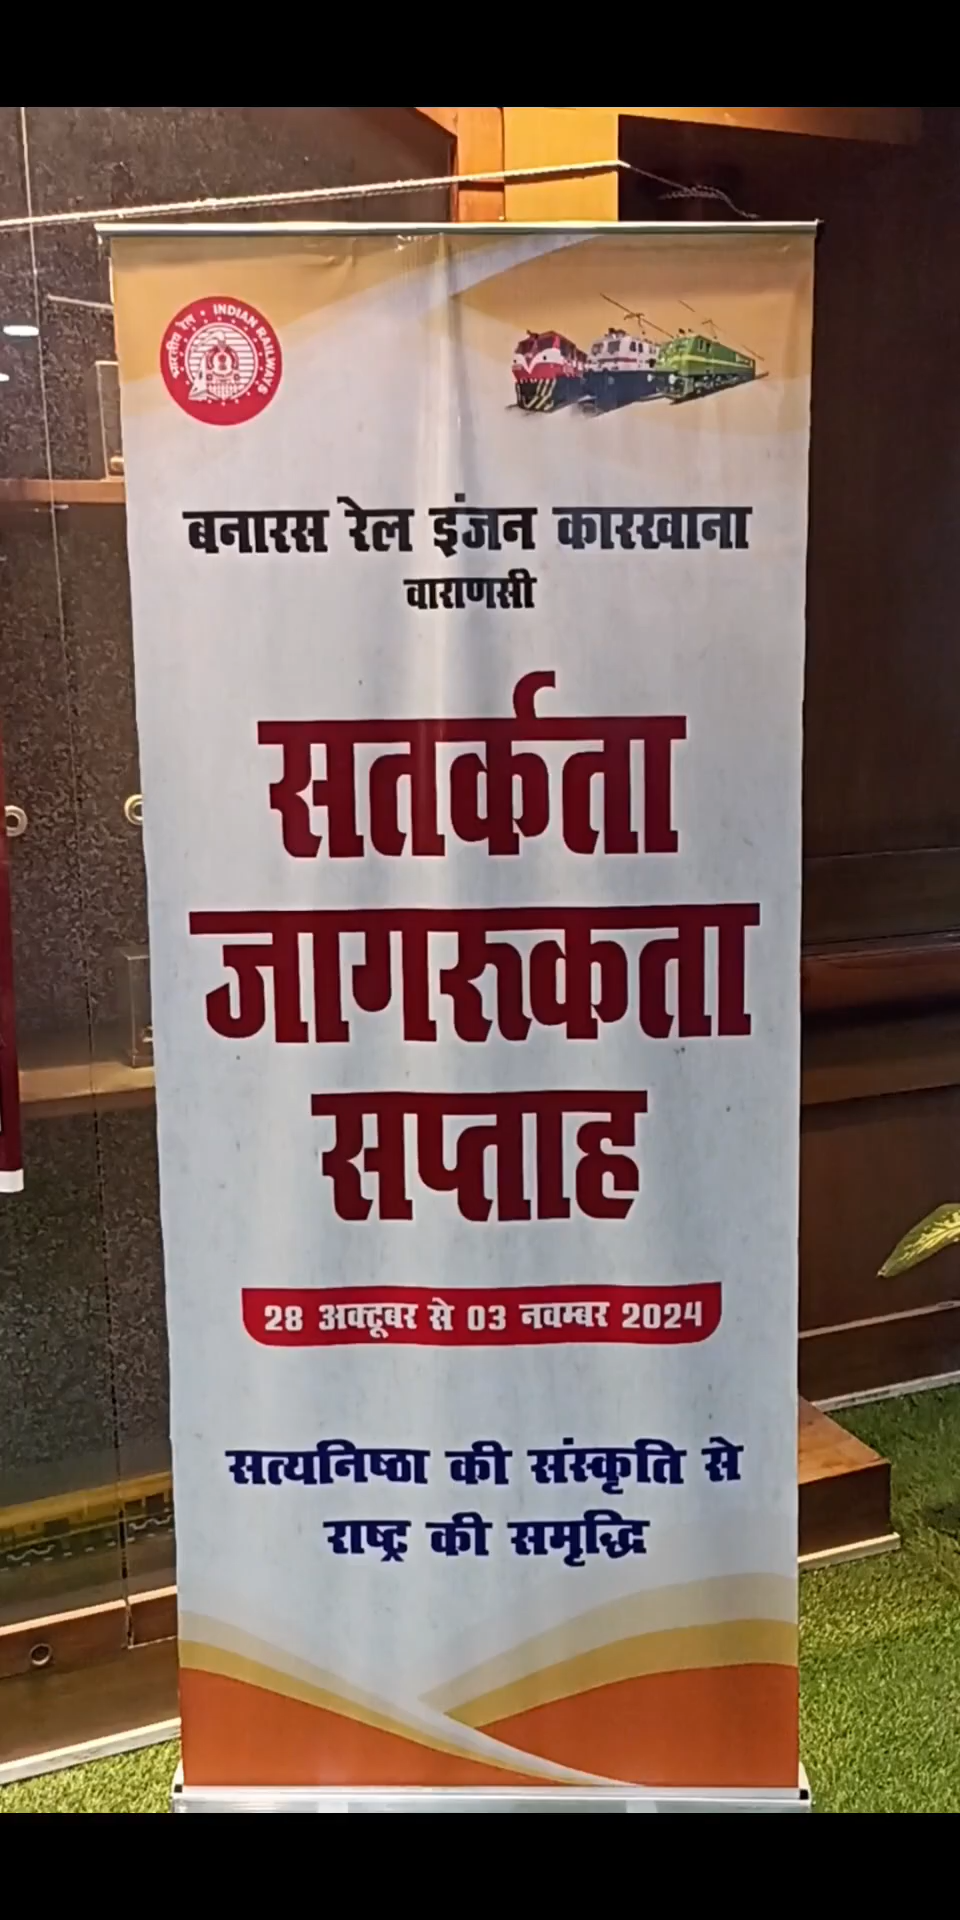 भारतीय रेल • INDIAN RAILWAYS
बनारस रेल इंजन कारखाना
वाराणसी
सतर्कता
जागरूकता
सप्ताह
28 अक्टूबर से 03 नवम्बर 2024
सत्यनिष्ठा की संस्कृति से
राष्ट्र की समृद्धि